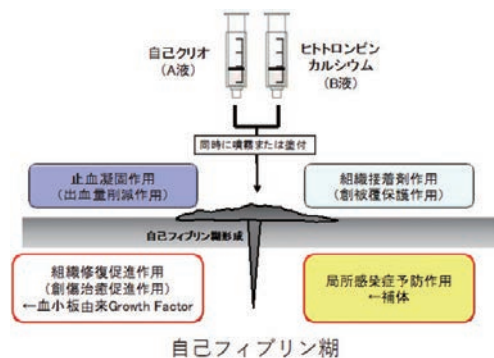 自己クリオ
(A液)
ヒトトロンビン
カルシウム
(B液)
同時に噴霧または塗付
止血凝固作用
(出血量削減作用)
組織接着剤作用
(創被覆保護作用)
自己フィブリン糊形成
組織修復促進作用
(創傷治癒促進作用)
←血小板由来Growth Factor
局所感染症予防作用
←補体
自己フィブリン糊